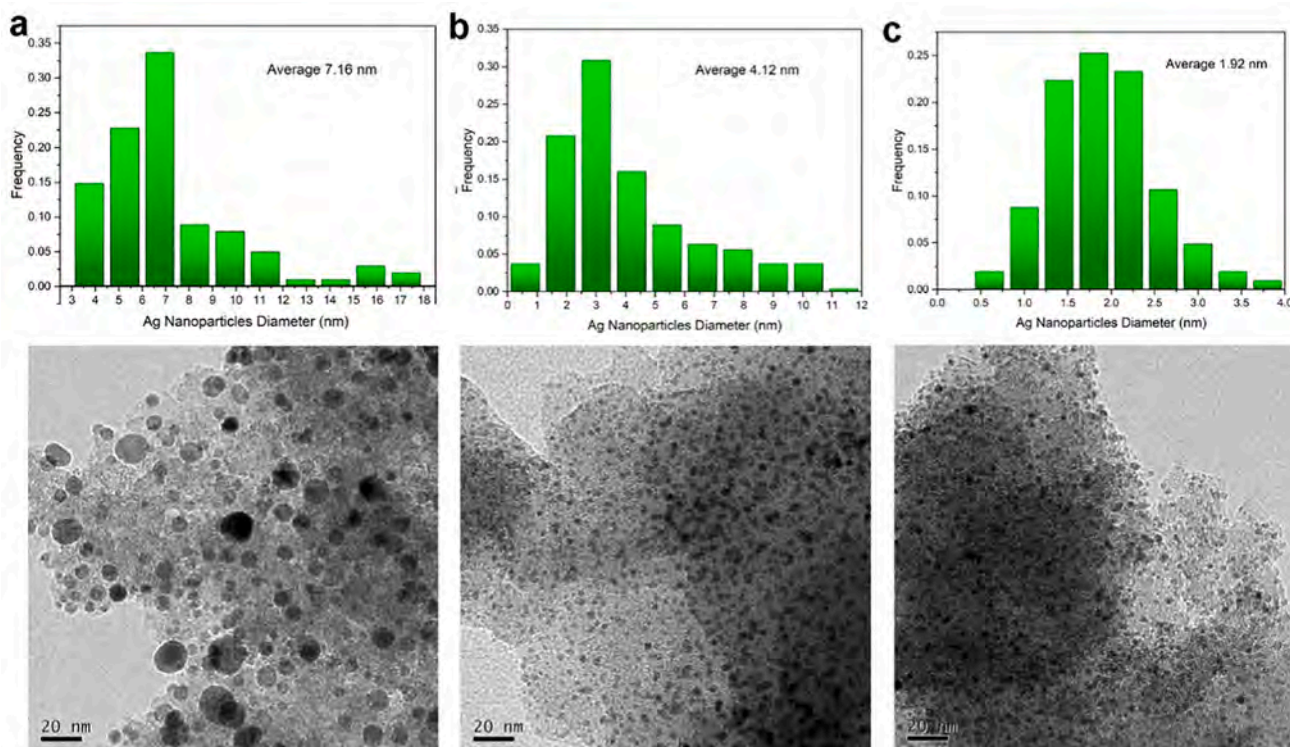 a
0.35
0.30
0.25
0.20
0.15
0.10
0.05
0.00
Frequency
Average 7.16 nm
3 4 5 6 7 8 9 10 11 12 13 14 15 16 17 18
Ag Nanoparticles Diameter (nm)
b
0.35
0.30
0.25
0.20
0.15
0.10
0.05
0.00
Frequency
Average 4.12 nm
0 1 2 3 4 5 6 7 8 9 10 11 12
Ag Nanoparticles Diameter (nm)
c
0.25
0.20
0.15
0.10
0.05
0.00
Frequency
Average 1.92 nm
0.0 0.5 1.0 1.5 2.0 2.5 3.0 3.5 4.0
Ag Nanoparticles Diameter (nm)
20 nm
20 nm
20 nm